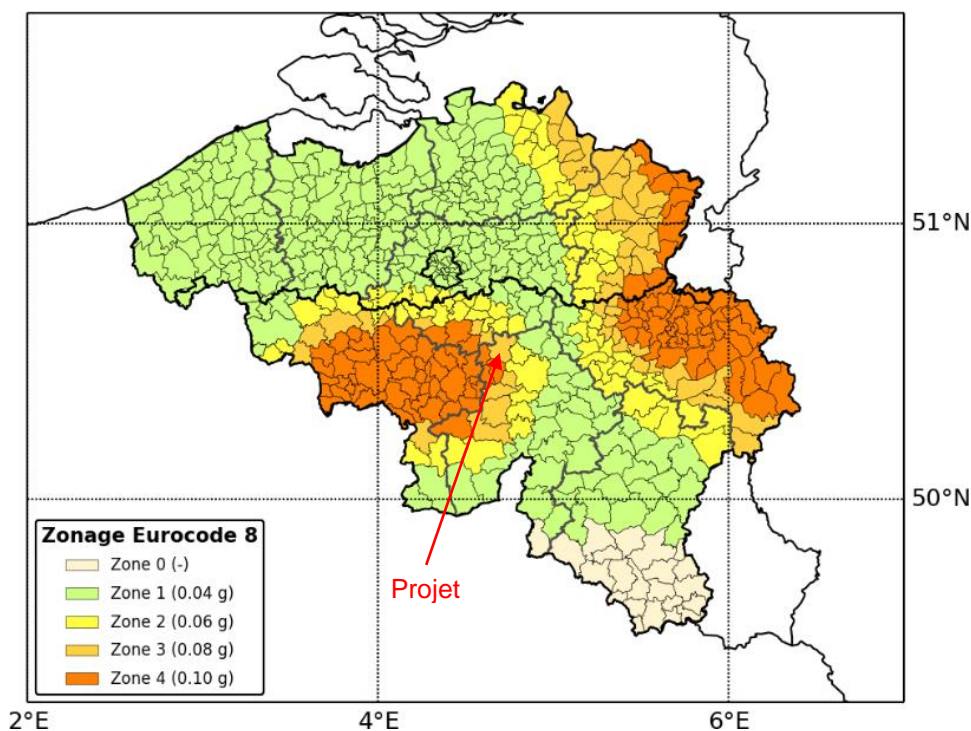 51°N
50°N
Zonage Eurocode 8
Zone 0 (-)
Zone 1 (0.04 g)
Zone 2 (0.06 g)
Zone 3 (0.08 g)
Zone 4 (0.10 g)
Projet
2°E
4°E
6°E